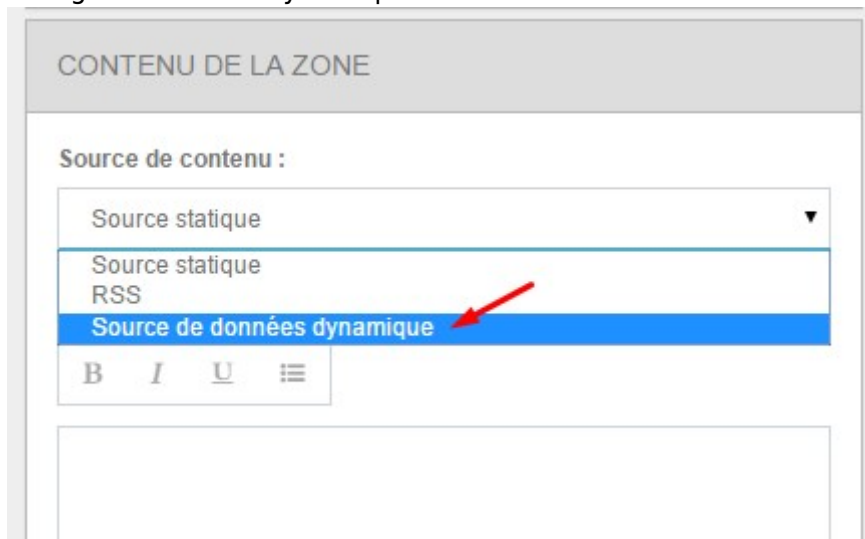 CONTENU DE LA ZONE
Source de contenu :
Source statique
Source statique
RSS
Source de données dynamique
B I U